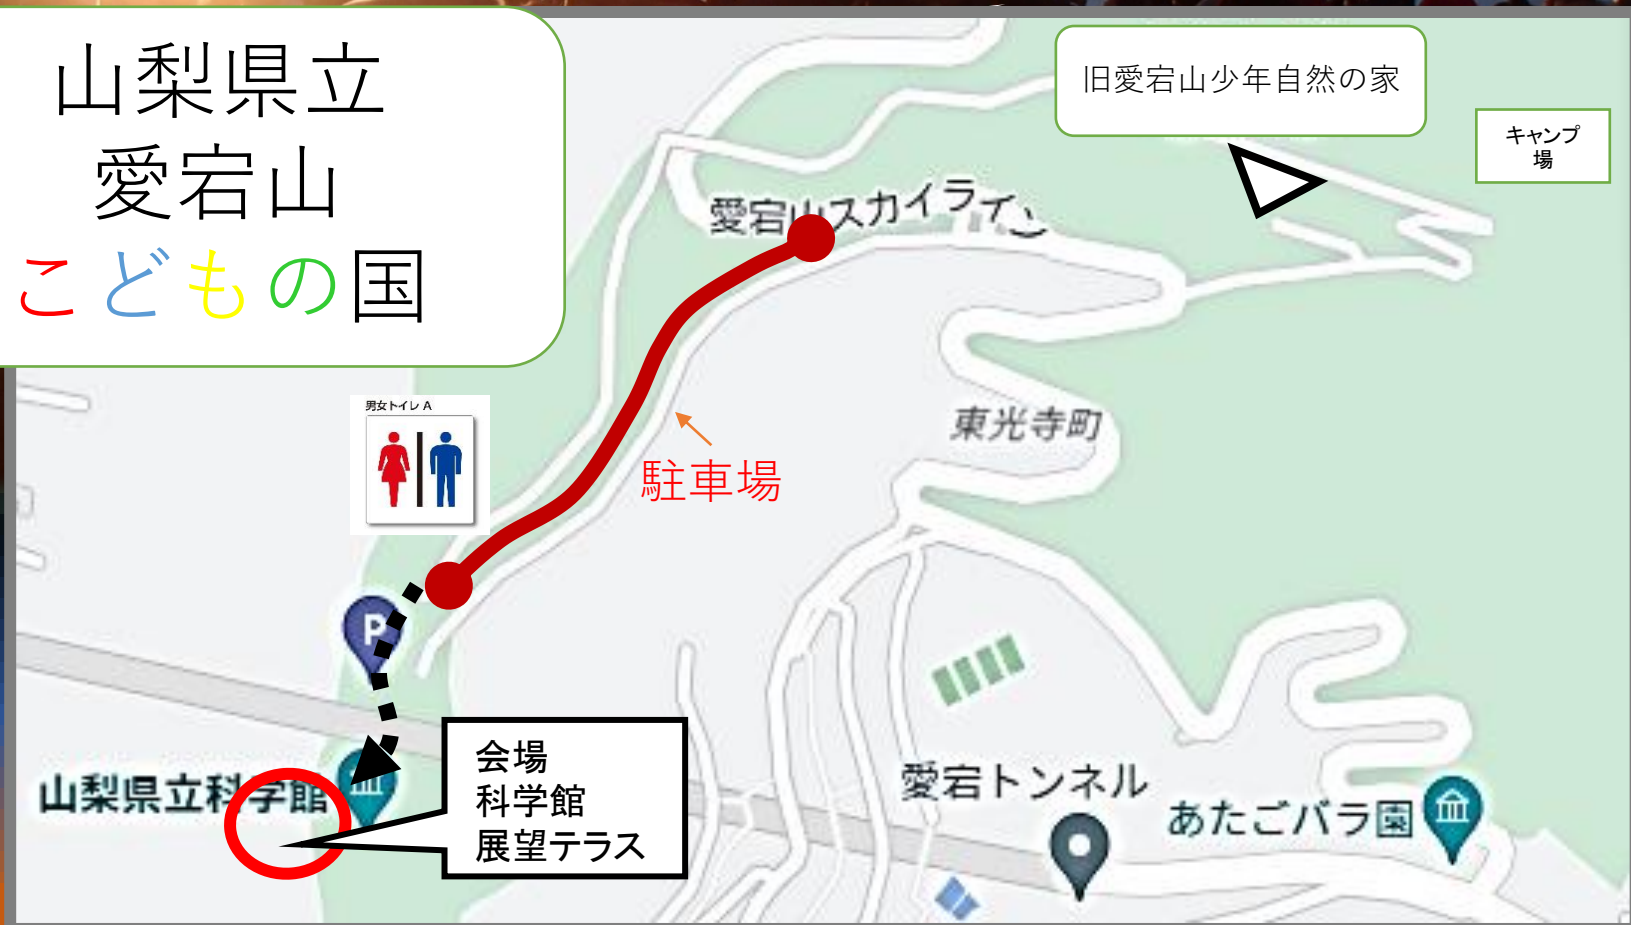 山梨県立
愛宕山
こどもの国
旧愛宕山少年自然の家
キャンプ
場
愛宕山スカイライン
男女トイレ A
駐車場
東光寺町
P
会場
科学館
展望テラス
山梨県立科学館
愛宕トンネル
あたごバラ園